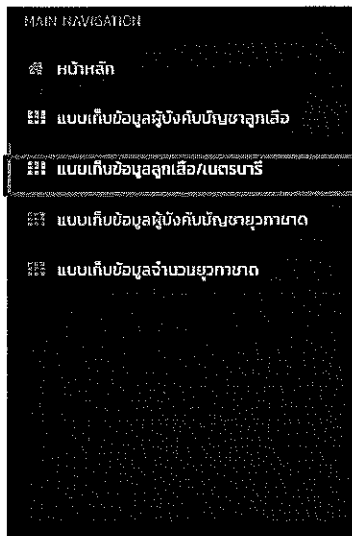 MAIN NAVIGATION
หน้าหลัก
แบบเก็บข้อมูลผู้บังคับบัญชาลูกเสือ
แบบเก็บข้อมูลลูกเสือ/เนตรนารี
แบบเก็บข้อมูลผู้บังคับบัญชายุวกาชาด
แบบเก็บข้อมูลจำนวนยุวกาชาด